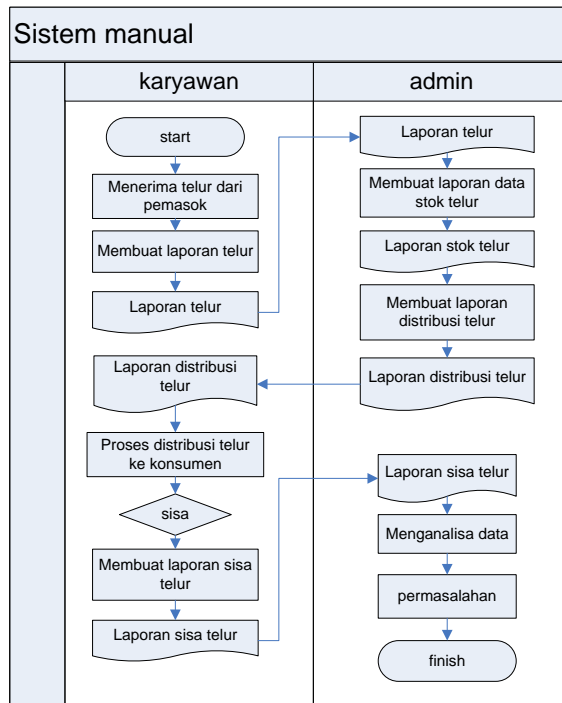 Sistem manual
karyawan
admin
start
Menerima telur dari
pemasok
Membuat laporan telur
Laporan telur
Laporan telur
Membuat laporan data
stok telur
Laporan stok telur
Membuat laporan
distribusi telur
Laporan distribusi telur
Laporan distribusi
telur
Proses distribusi telur
ke konsumen
sisa
Membuat laporan sisa
telur
Laporan sisa telur
Laporan sisa telur
Menganalisa data
permasalahan
finish